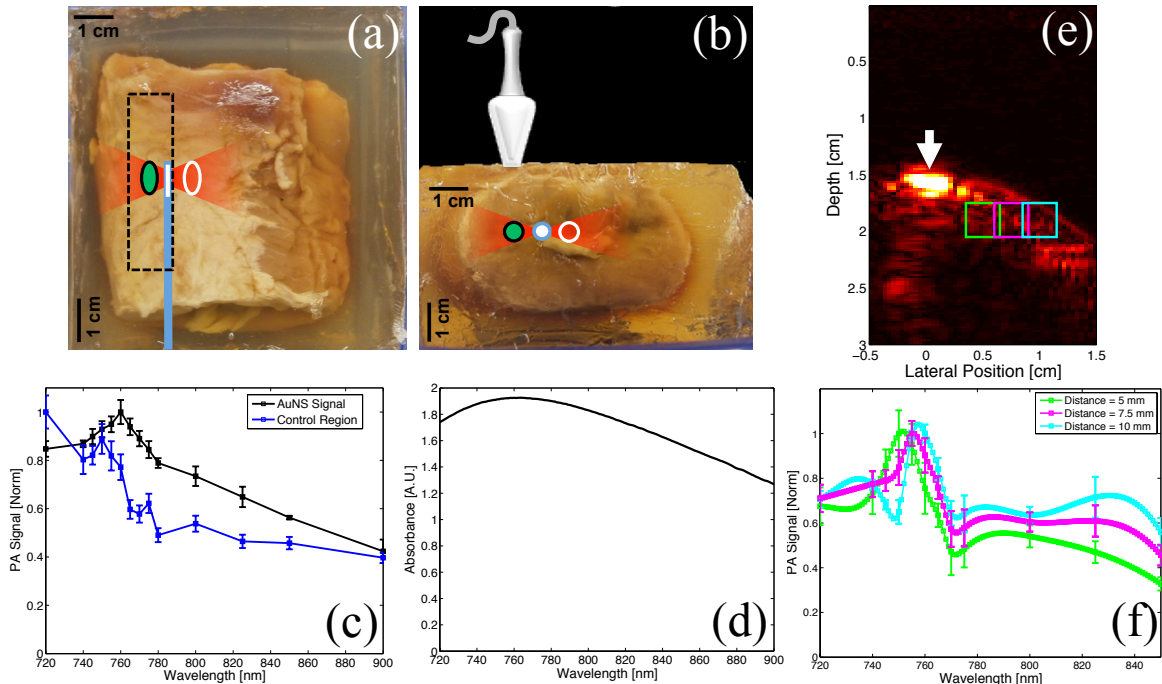 1 cm
(a)
1 cm
(b)
1 cm
1 cm
(e)
0.5
1
1.5
2
2.5
3
Depth [cm]
−0.5 0 0.5 1 1.5
Lateral Position [cm]
1
0.8
0.6
0.4
0.2
0
PA Signal [Norm]
AuNS Signal
Control Region
(c)
720 740 760 780 800 820 840 860 880 900
Wavelength [nm]
2
1.8
1.6
1.4
1.2
1
0.8
0.6
0.4
0.2
0
Absorbance [A.U.]
(d)
720 740 760 780 800 820 840 860 880 900
Wavelength [nm]
1
0.8
0.6
0.4
0.2
0
PA Signal [Norm]
Distance = 5 mm
Distance = 7.5 mm
Distance = 10 mm
(f)
720 740 760 780 800 820 840
Wavelength [nm]